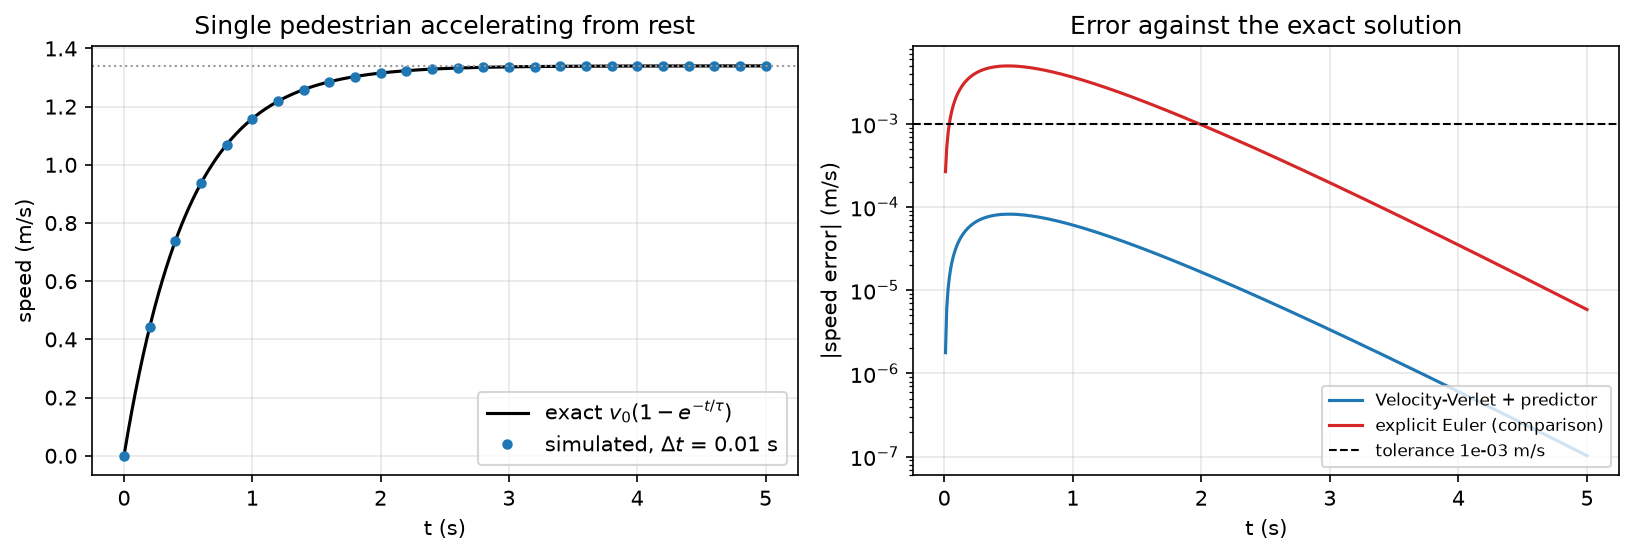 Single pedestrian accelerating from rest
1.4
1.2
1.0
0.8
0.6
0.4
0.2
0.0
speed (m/s)
exact v₀(1 − e^{−t/τ})
simulated, Δt = 0.01 s
0 1 2 3 4 5
t (s)
Error against the exact solution
10⁻³
10⁻⁴
10⁻⁵
10⁻⁶
10⁻⁷
|speed error| (m/s)
Velocity-Verlet + predictor
explicit Euler (comparison)
tolerance 1e-03 m/s
0 1 2 3 4 5
t (s)